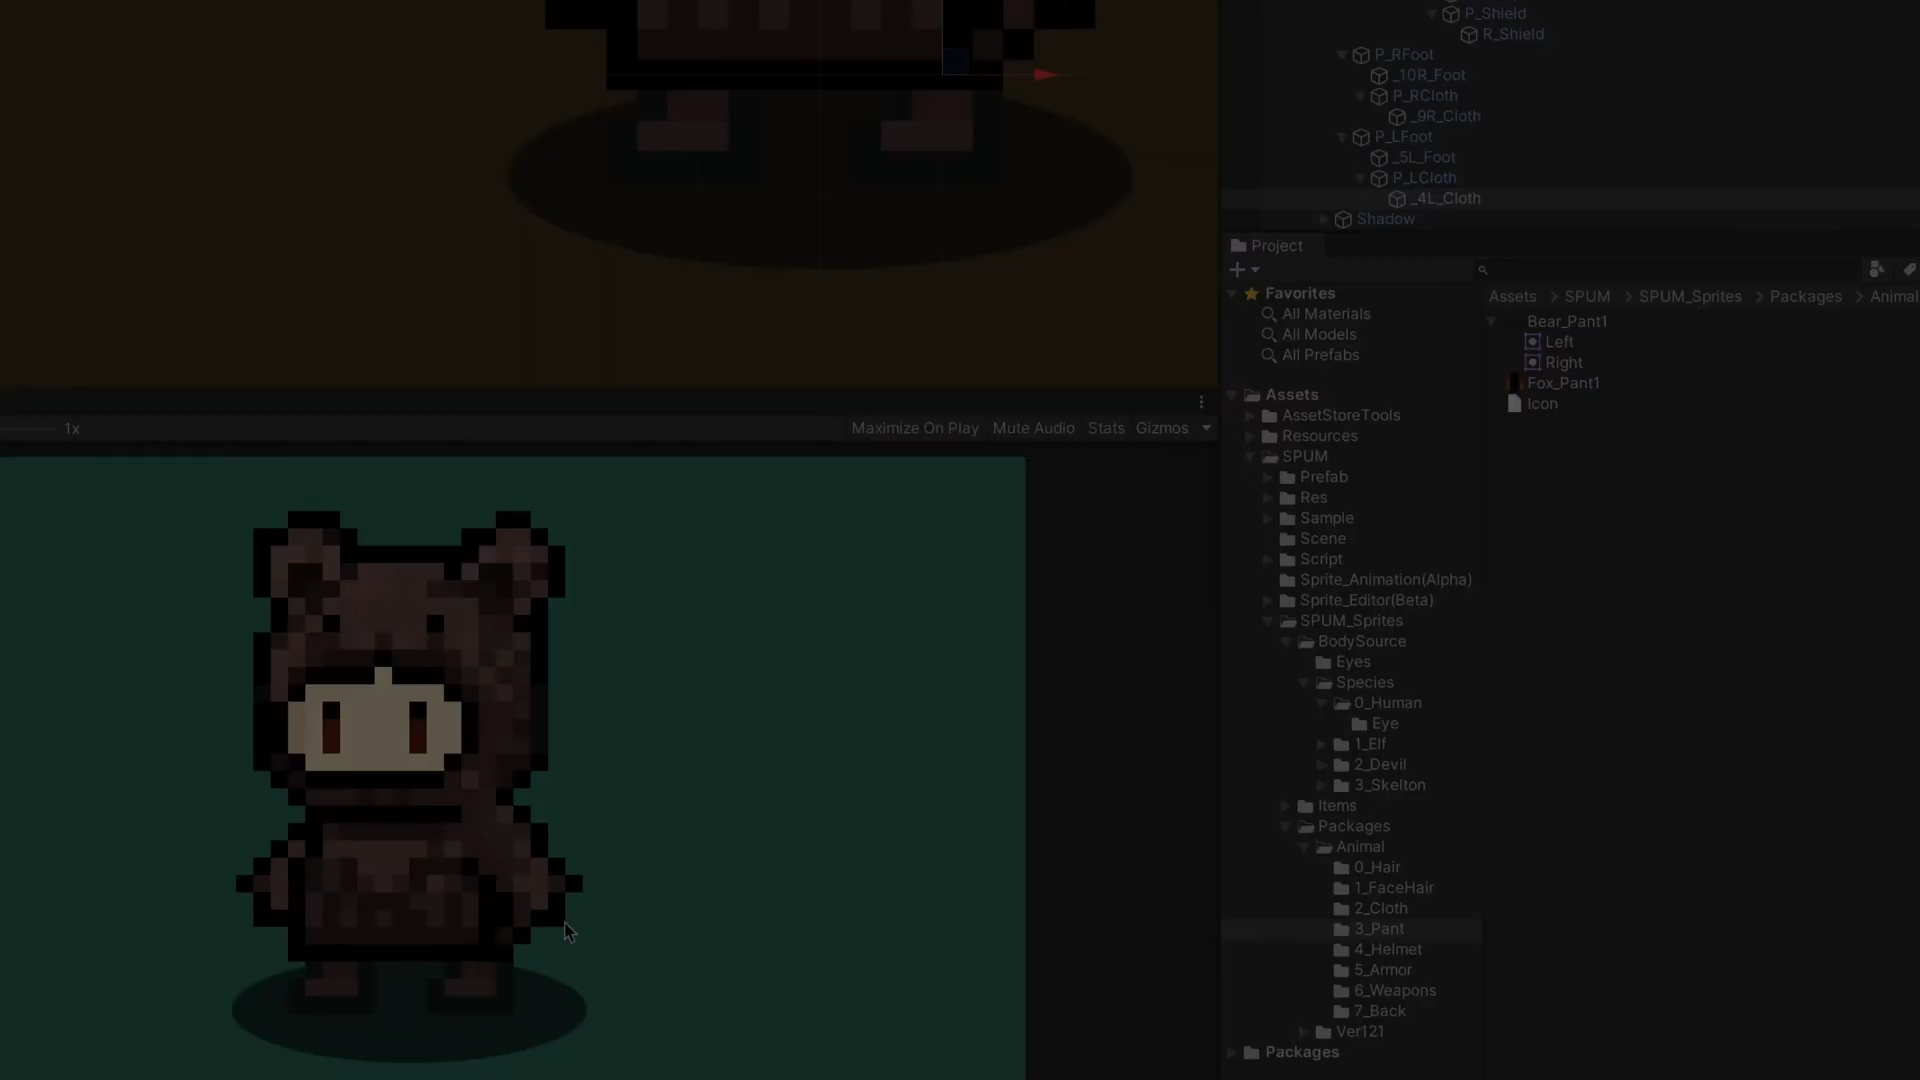 P_Shield
R_Shield
P_RFoot
_10R_Foot
P_RCloth
_9R_Cloth
P_LFoot
_5L_Foot
P_LCloth
_4L_Cloth
Shadow
Project
Favorites
All Materials
All Models
All Prefabs
Assets
AssetStoreTools
Resources
SPUM
Prefab
Res
Sample
Scene
Script
Sprite_Animation(Alpha)
Sprite_Editor(Beta)
SPUM_Sprites
BodySource
Eyes
Species
0_Human
Eye
1_Elf
2_Devil
3_Skelton
Items
Packages
Animal
0_Hair
1_FaceHair
2_Cloth
3_Pant
4_Helmet
5_Armor
6_Weapons
7_Back
Ver121
Packages
Assets > SPUM > SPUM_Sprites > Packages > Animal
Bear_Pant1
Left
Right
Fox_Pant1
Icon
1x Maximize On Play Mute Audio Stats Gizmos